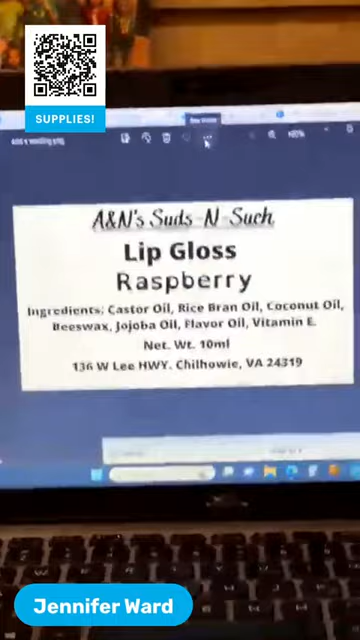 SUPPLIES!
A&N's Suds-N-Such
Lip Gloss
Raspberry
Ingredients: Castor Oil, Rice Bran Oil, Coconut Oil,
Beeswax, Jojoba Oil, Flavor Oil, Vitamin E.
Net. Wt. 10ml
136 W Lee HWY. Chilhowie, VA 24319
Jennifer Ward